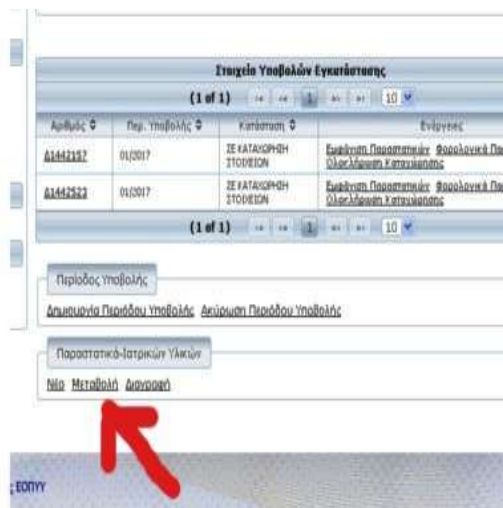 Στοιχεία Υποβολών Εγκατάστασης
(1 of 1) 1 10
Αριθμός Περ. Υποβολής Κατάσταση Ενέργειες
Δ1442157 01/2017 ΣΕ ΚΑΤΑΧΩΡΗΣΗ ΣΤΟΙΧΕΙΩΝ Εμφάνιση Παραστατικών Φορολογικά Πα
Ολοκλήρωση Καταχώρησης
Δ1442523 01/2017 ΣΕ ΚΑΤΑΧΩΡΗΣΗ ΣΤΟΙΧΕΙΩΝ Εμφάνιση Παραστατικών Φορολογικά Πα
Ολοκλήρωση Καταχώρησης
(1 of 1) 1 10
Περίοδος Υποβολής
Δημιουργία Περιόδου Υποβολής Ακύρωση Περιόδου Υποβολής
Παραστατικά-Ιατρικών Υλικών
Νέο Μεταβολή Διαγραφή
ς ΕΟΠΥΥ